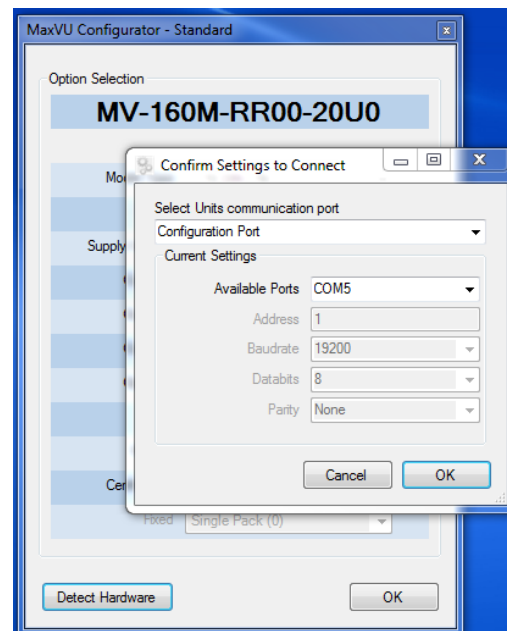 MaxVU Configurator - Standard
x
Option Selection
MV-160M-RR00-20U0
Confirm Settings to Connect
X
Select Units communication port
Configuration Port
Supply
Current Settings
Available Ports COM5
Address 1
Baudrate 19200
Databits 8
Parity None
Cancel OK
Fixed Single Pack (0)
Detect Hardware OK